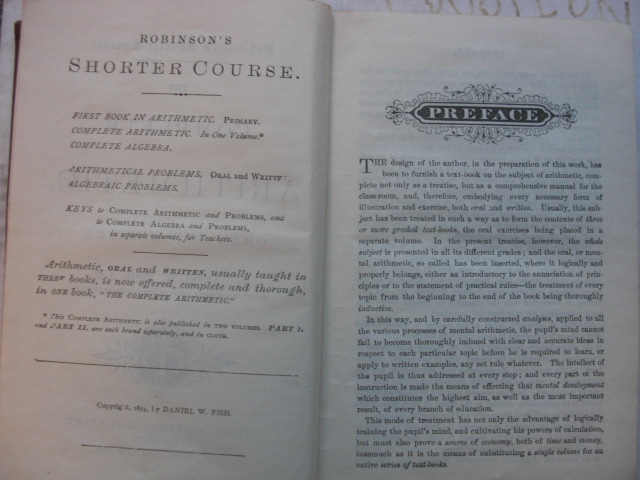 ROBINSON'S
SHORTER COURSE.
FIRST BOOK IN ARITHMETIC. PRIMARY.
COMPLETE ARITHMETIC. In One Volume.*
COMPLETE ALGEBRA.
ARITHMETICAL PROBLEMS. ORAL and WRITTEN.
ALGEBRAIC PROBLEMS.
KEYS to COMPLETE ARITHMETIC and PROBLEMS, and
to COMPLETE ALGEBRA and PROBLEMS,
in separate volumes, for Teachers.
Arithmetic, ORAL and WRITTEN, usually taught in
THREE books, is now offered, complete and thorough,
in ONE book, "THE COMPLETE ARITHMETIC."
* This COMPLETE ARITHMETIC is also published in TWO VOLUMES. PART I.
and PART II. are each bound separately, and in CLOTH.
Copyright, by DANIEL W. FISH.
PREFACE
THE design of the author, in the preparation of this work, has
been to furnish a text-book on the subject of arithmetic, com-
plete not only as a treatise, but as a comprehensive manual for the
class-room, and, therefore, embodying every necessary form of
illustration and exercise, both oral and written. Usually, this sub-
ject has been treated in such a way as to form the contents of three
or more graded text-books, the oral exercises being placed in a
separate volume. In the present treatise, however, the whole
subject is presented in all its different grades; and the oral, or men-
tal, arithmetic, so called, has been inserted, where it logically and
properly belongs, either as introductory to the enunciation of prin-
ciples or to the statement of practical rules—the treatment of every
topic from the beginning to the end of the book being thoroughly
inductive.
In this way, and by carefully constructed analyses, applied to all
the various processes of mental arithmetic, the pupil's mind cannot
fail to become thoroughly imbued with clear and accurate ideas in
respect to each particular topic before he is required to learn, or
apply to written examples, any set rule whatever. The intellect of
the pupil is thus addressed at every step; and every part of the
instruction is made the means of effecting that mental development
which constitutes the highest aim, as well as the most important
result, of every branch of education.
This mode of treatment has not only the advantage of logically
training the pupil's mind, and cultivating his powers of calculation,
but must also prove a source of economy, both of time and money,
inasmuch as it is the means of substituting a single volume for an
entire series of text-books.